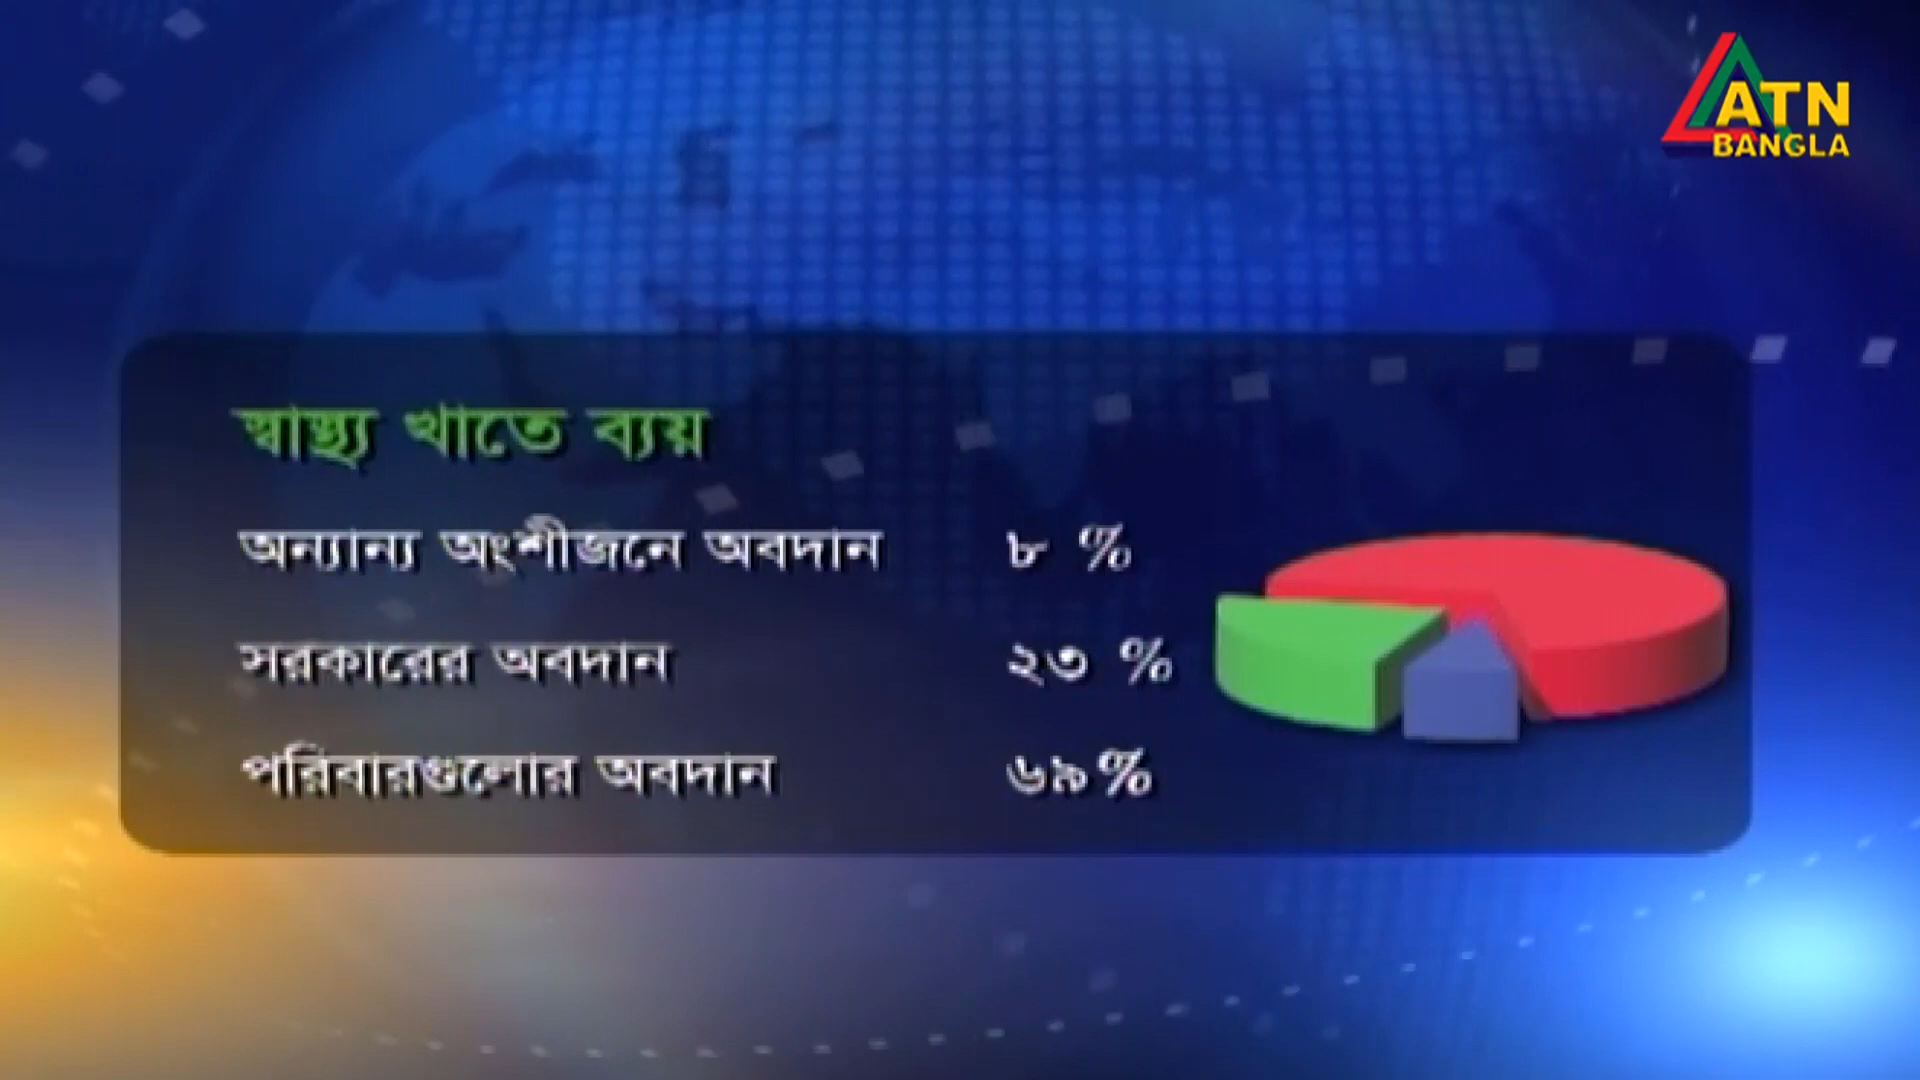 ATN
BANGLA
স্বাস্থ্য খাতে ব্যয়
অন্যান্য অংশীজনে অবদান ৮ %
সরকারের অবদান ২৩ %
পরিবারগুলোর অবদান ৬৯%